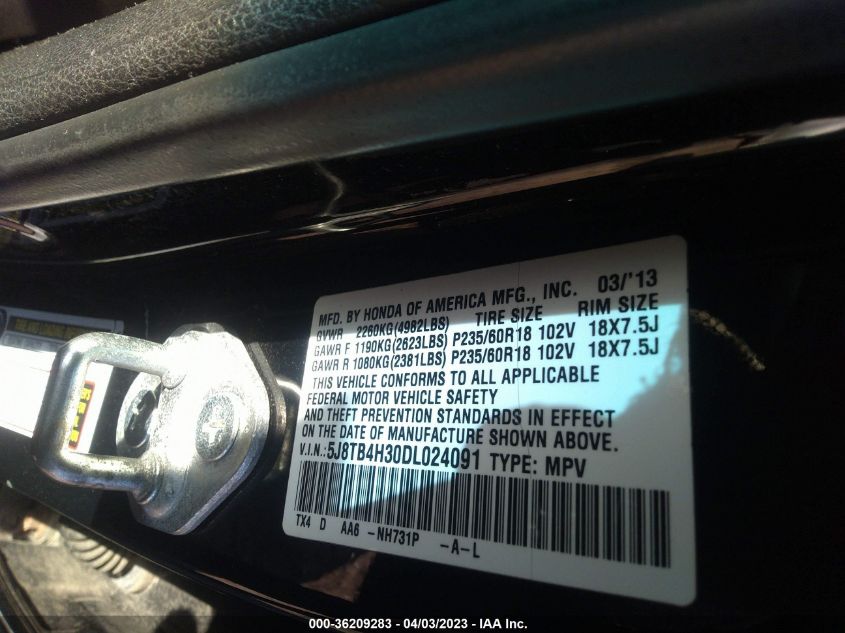 MFD. BY HONDA OF AMERICA MFG., INC. 03/'13
GVWR 2260KG(4982LBS) TIRE SIZE RIM SIZE
GAWR F 1190KG(2623LBS) P235/60R18 102V 18X7.5J
GAWR R 1080KG(2381LBS) P235/60R18 102V 18X7.5J
THIS VEHICLE CONFORMS TO ALL APPLICABLE
FEDERAL MOTOR VEHICLE SAFETY
AND THEFT PREVENTION STANDARDS IN EFFECT
ON THE DATE OF MANUFACTURE SHOWN ABOVE.
V.I.N.:5J8TB4H30DL024091 TYPE: MPV
TX4 D AA6 -NH731P -A-L
000-36209283 - 04/03/2023 - IAA Inc.